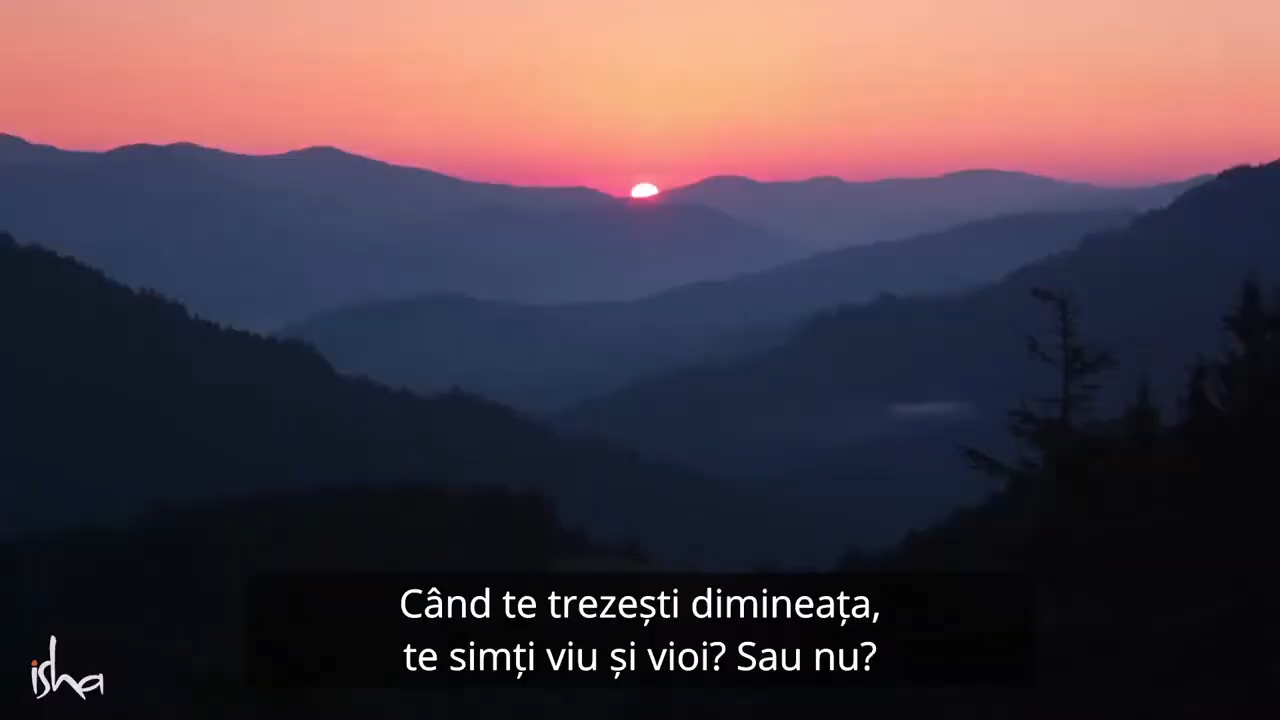 Când te trezești dimineața,
te simți viu și vioi? Sau nu?
isha